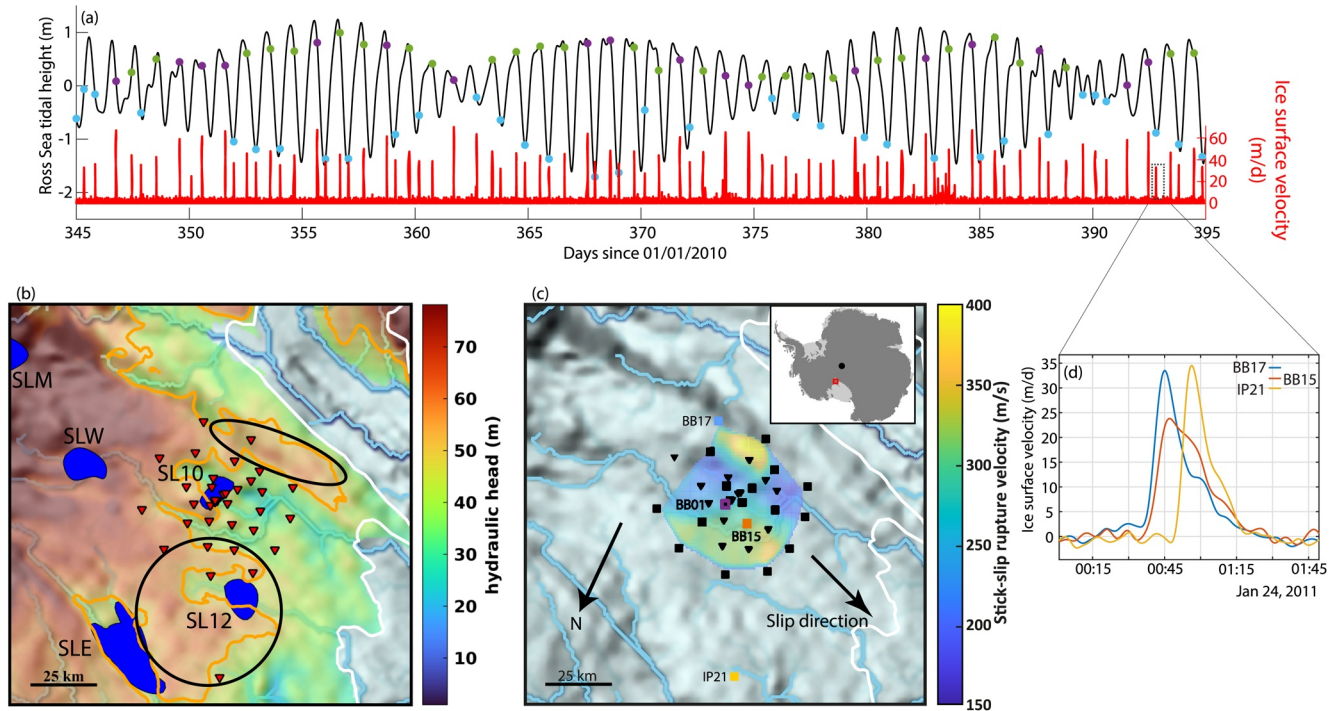 (a)
Ross Sea tidal height (m)
1
0
-1
-2
Ice surface velocity
(m/d)
60
40
20
0
345
350
355
360
365
370
375
380
385
390
395
Days since 01/01/2010
(b)
SLM
SLW
SL10
SL12
SLE
25 km
hydraulic head (m)
70
60
50
40
30
20
10
(c)
BB17
BB01
BB15
N
Slip direction
25 km
IP21
Stick-slip rupture velocity (m/s)
400
350
300
250
200
150
(d)
BB17
BB15
IP21
Ice surface velocity (m/d)
35
30
25
20
15
10
5
0
00:15
00:45
01:15
01:45
Jan 24, 2011